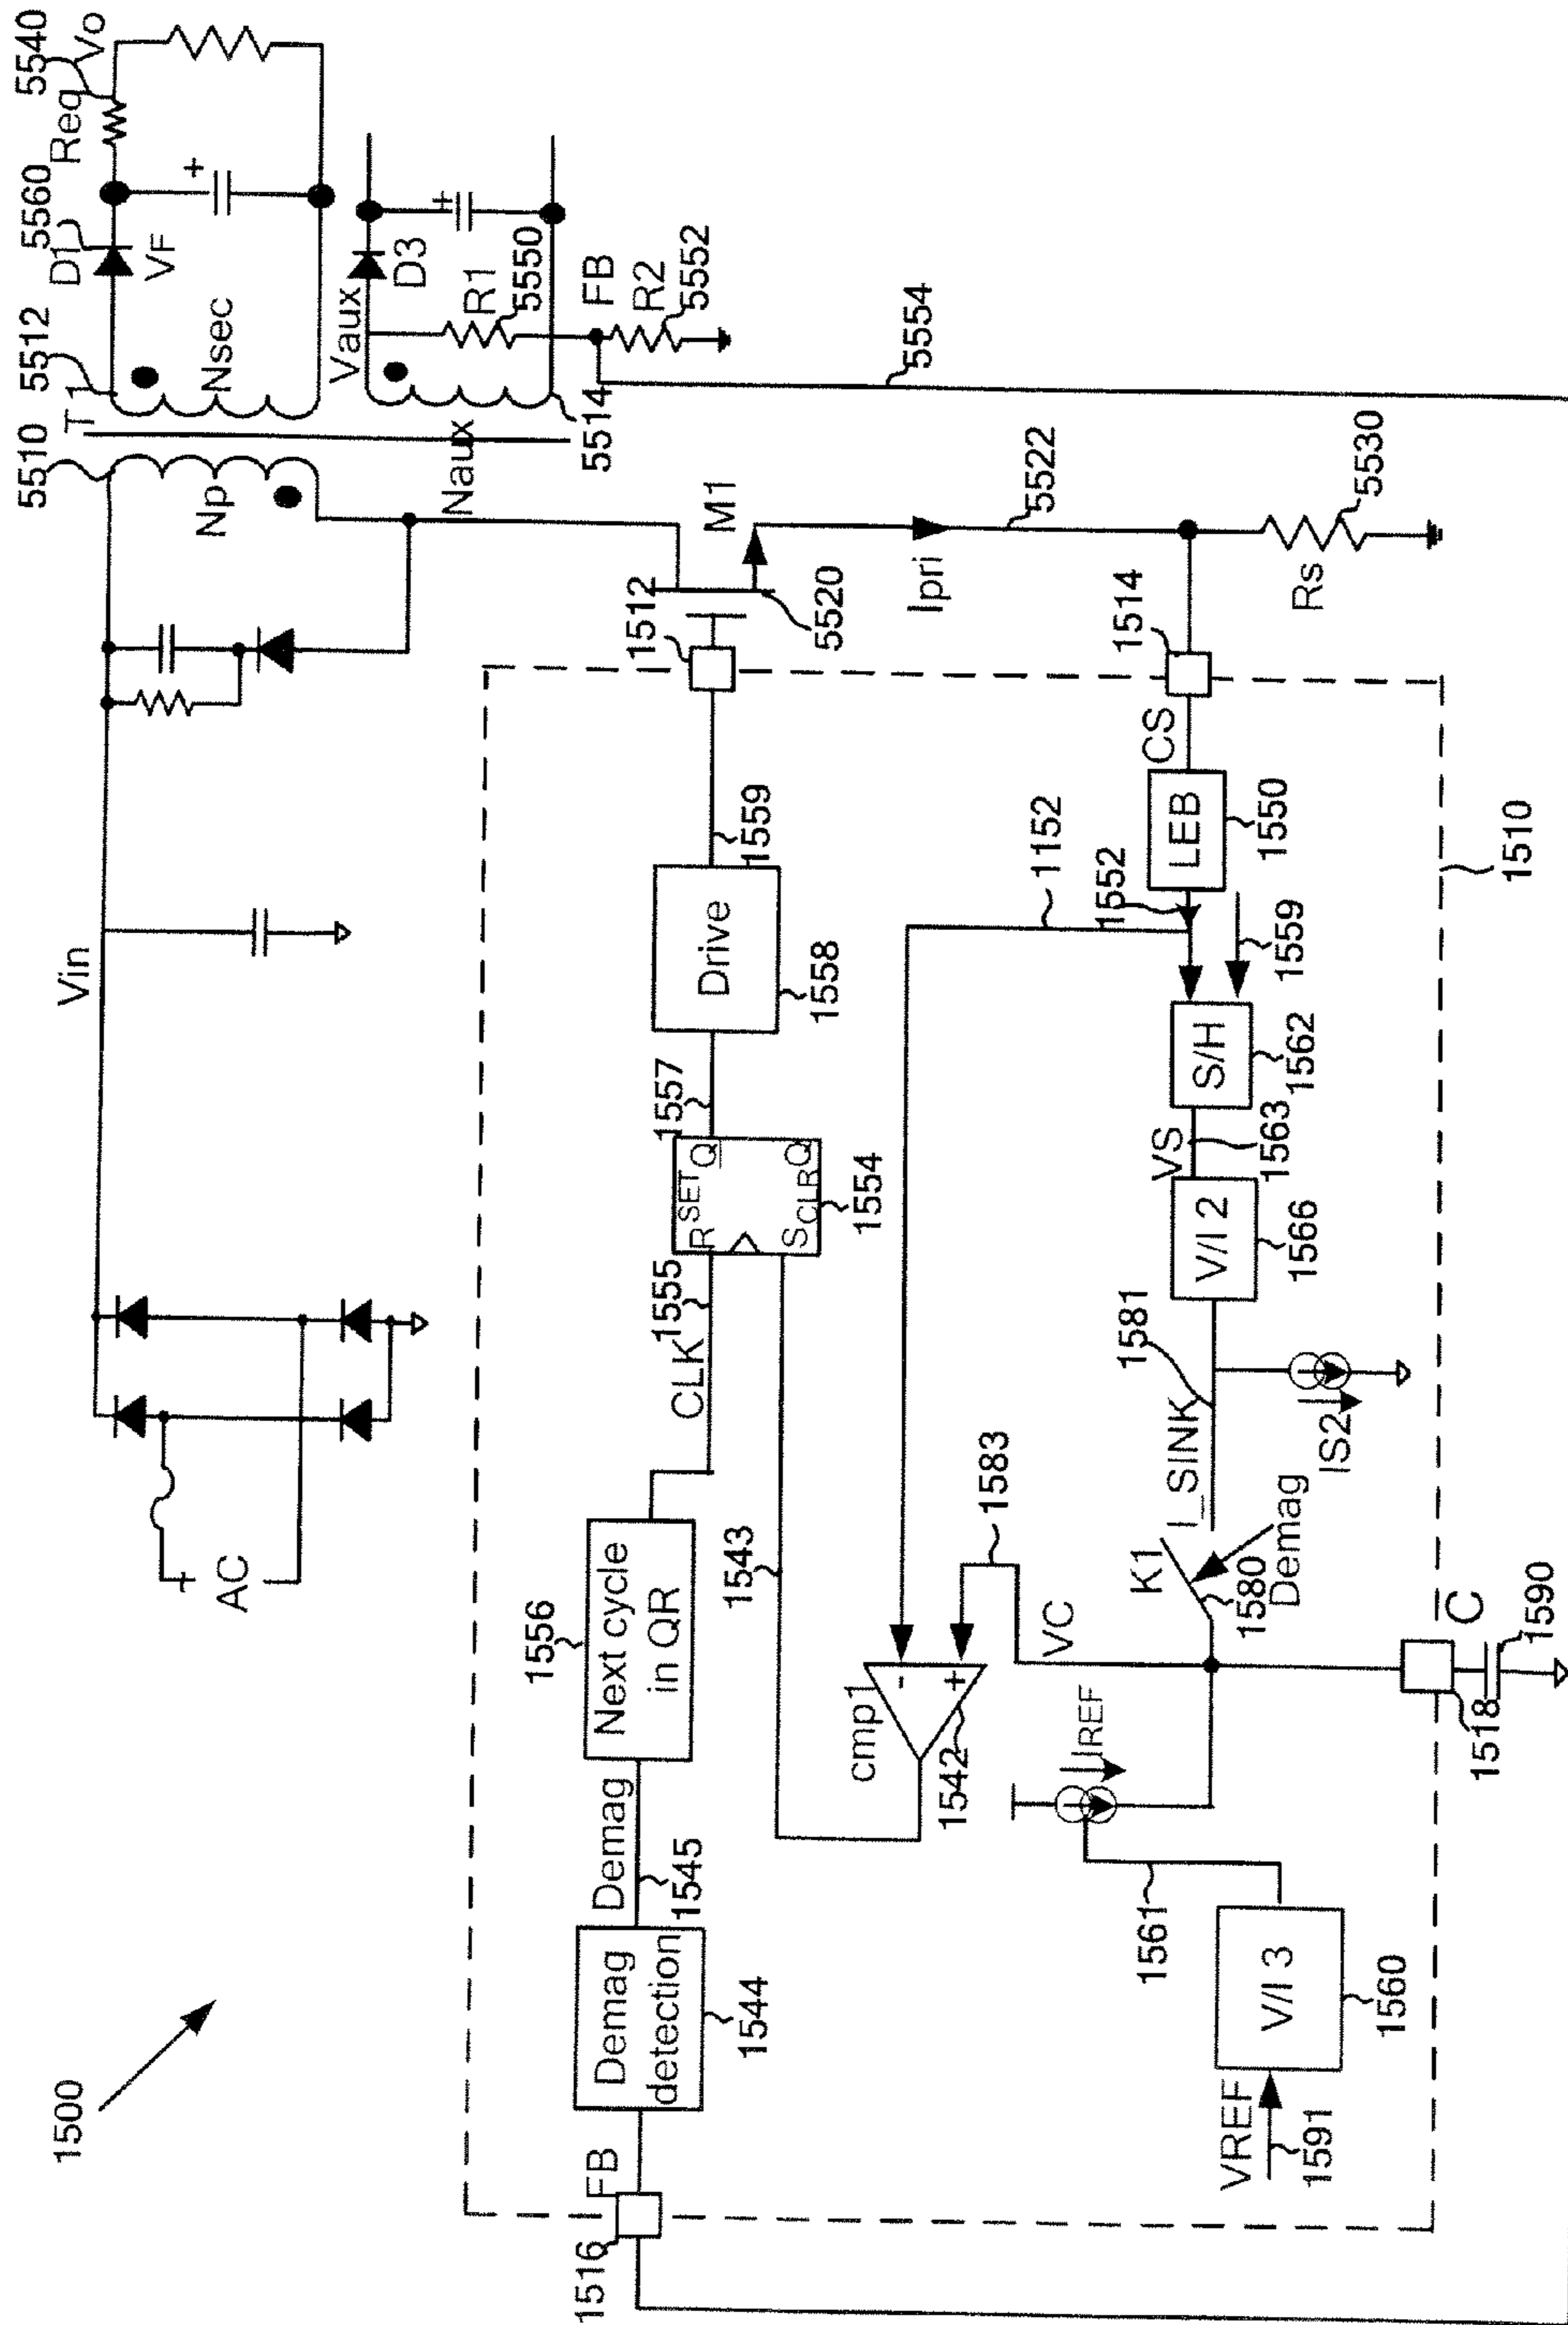 1500
AC
Vin
5510
T1
5512
Np
Nsec
D1
5560
VF
Req
5540
Vo
Naux
Vaux
D3
R1
5550
5514
FB
R2
5552
5554
1516
FB
Demag
detection
1544
Demag
1545
1556
Next cycle
in QR
CLK
1555
R
SET
Q
S
CLR
Q
1554
1557
Drive
1558
1559
1512
M1
5520
Ipri
5522
1543
cmp1
-
+
1542
1583
VC
1152
1552
LEB
1550
CS
1514
Rs
5530
1559
S/H
1562
VS
1563
V/I 2
1566
1581
I_SINK
IS2
K1
1580
Demag
IREF
1561
VREF
1591
V/I 3
1560
1518
C
1590
1510